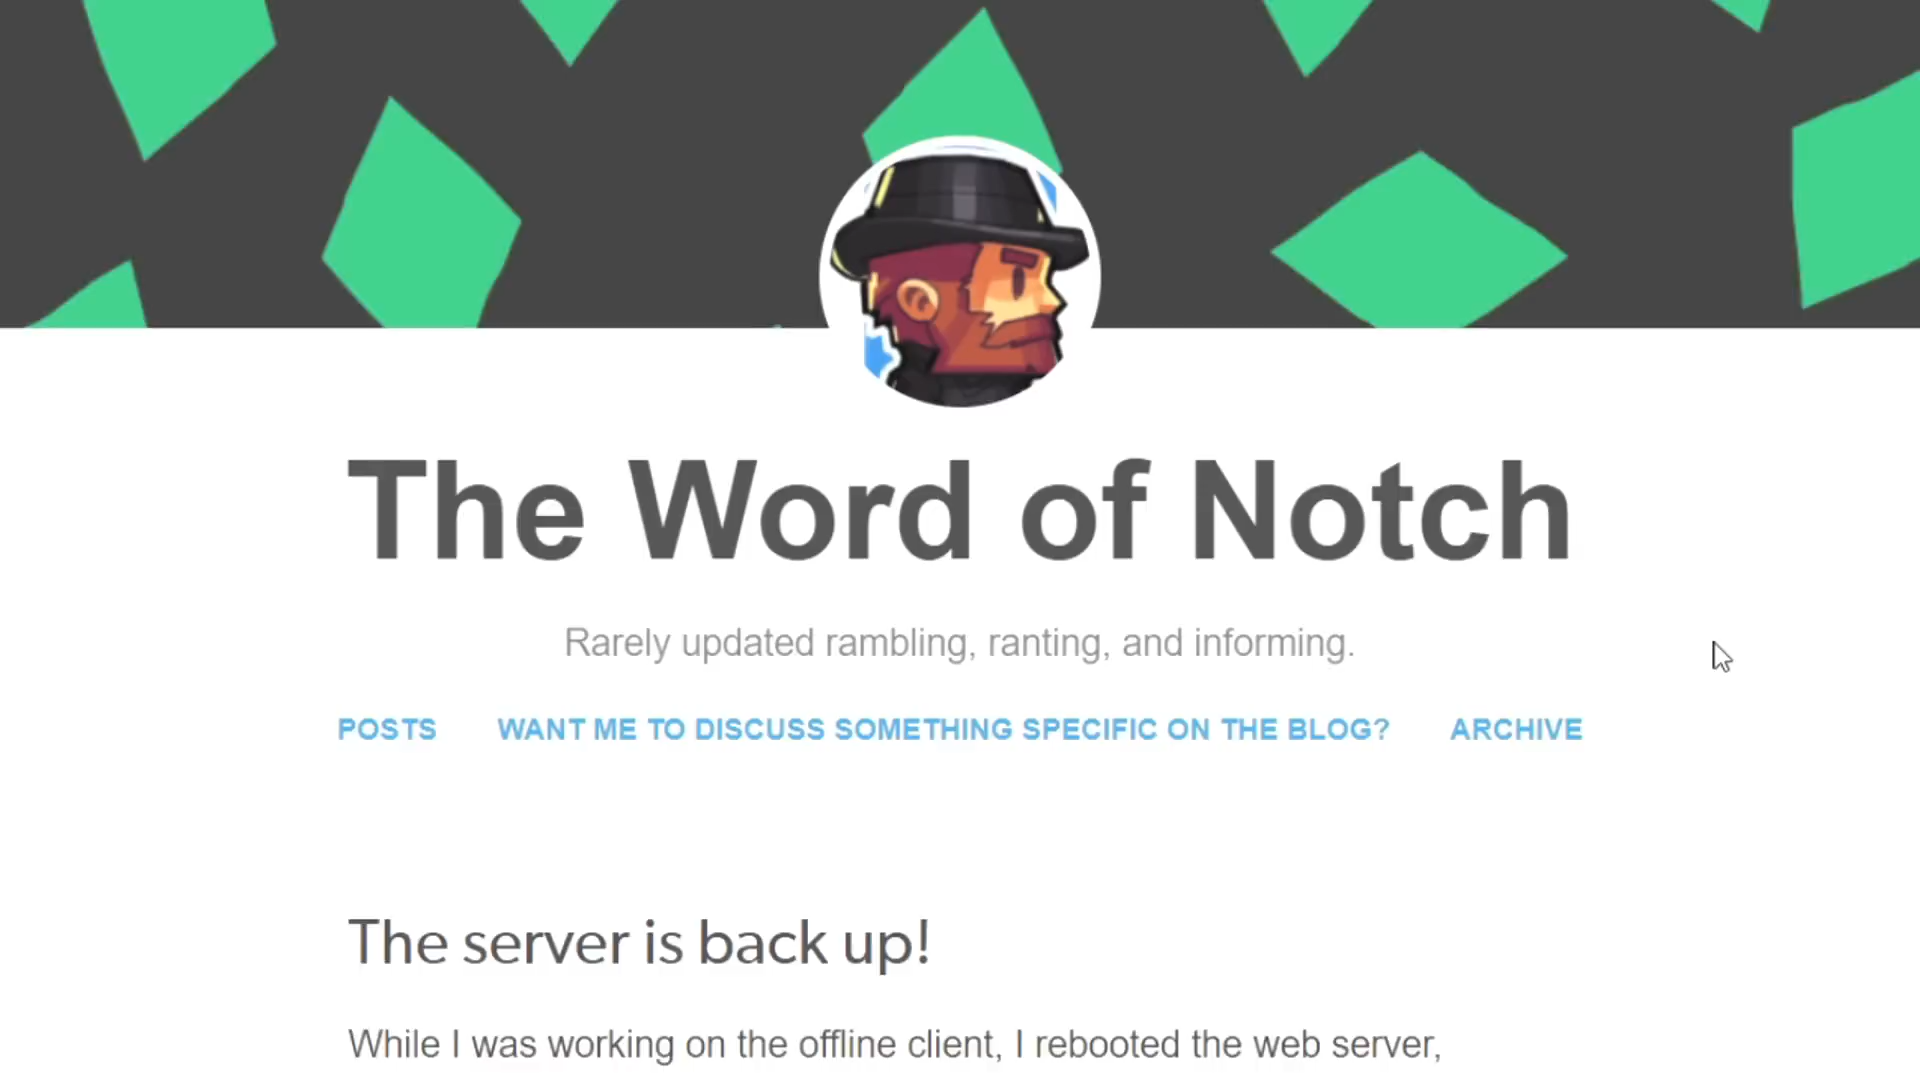 The Word of Notch
Rarely updated rambling, ranting, and informing.
POSTS WANT ME TO DISCUSS SOMETHING SPECIFIC ON THE BLOG? ARCHIVE
The server is back up!
While I was working on the offline client, I rebooted the web server,